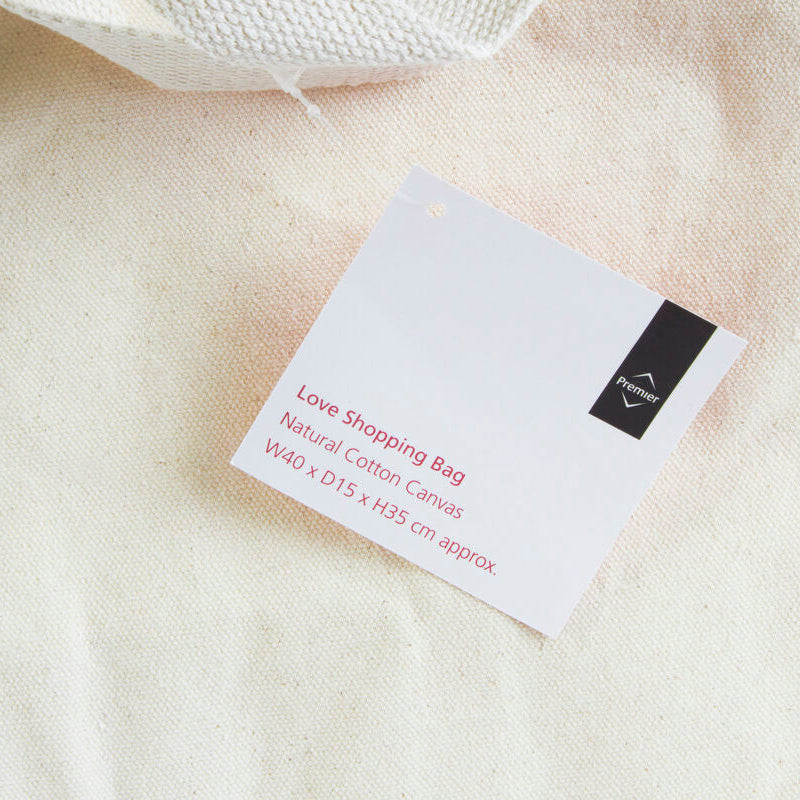 Premier
Love Shopping Bag
Natural Cotton Canvas
W40 x D15 x H35 cm approx.